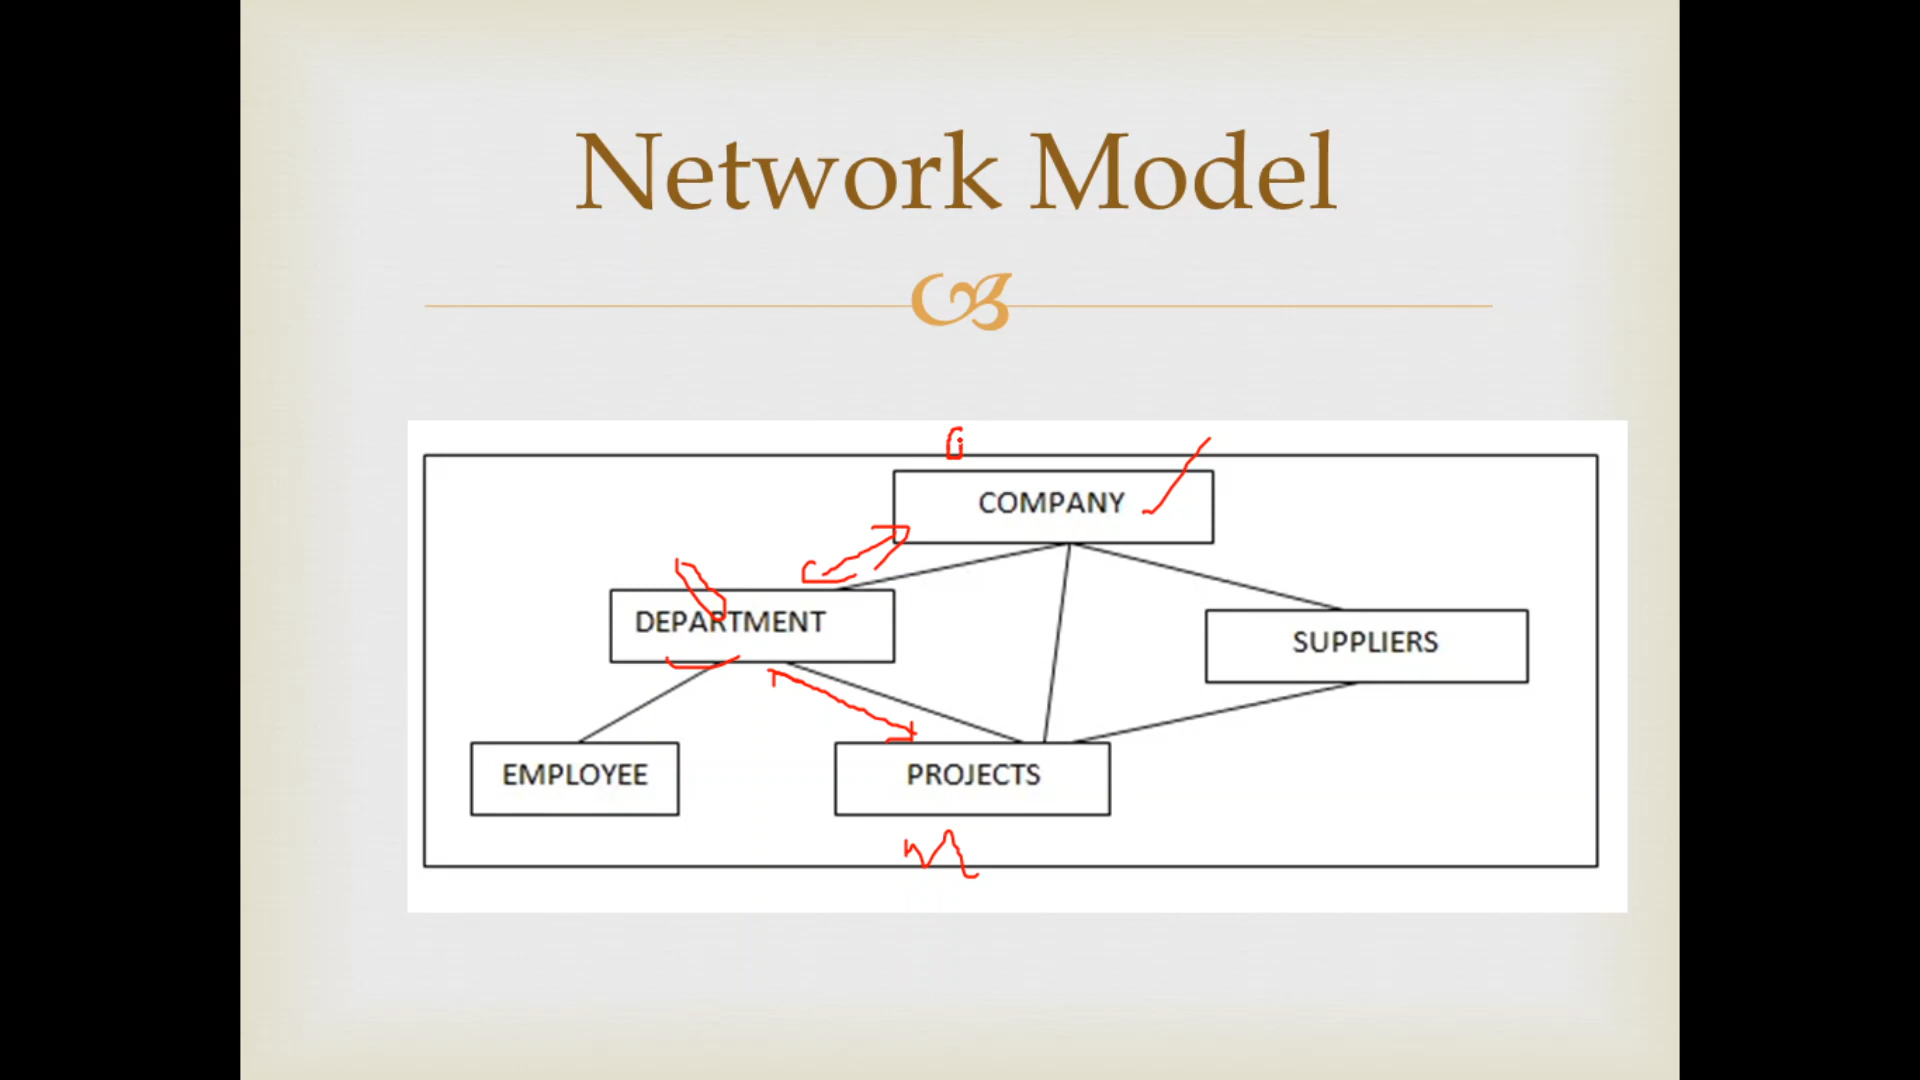 Network Model
COMPANY
DEPARTMENT
SUPPLIERS
EMPLOYEE
PROJECTS